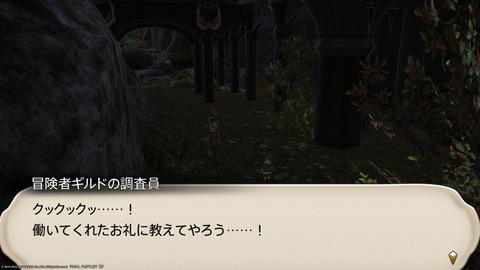 冒険者ギルドの調査員
クックックッ……！
働いてくれたお礼に教えてやろう……！